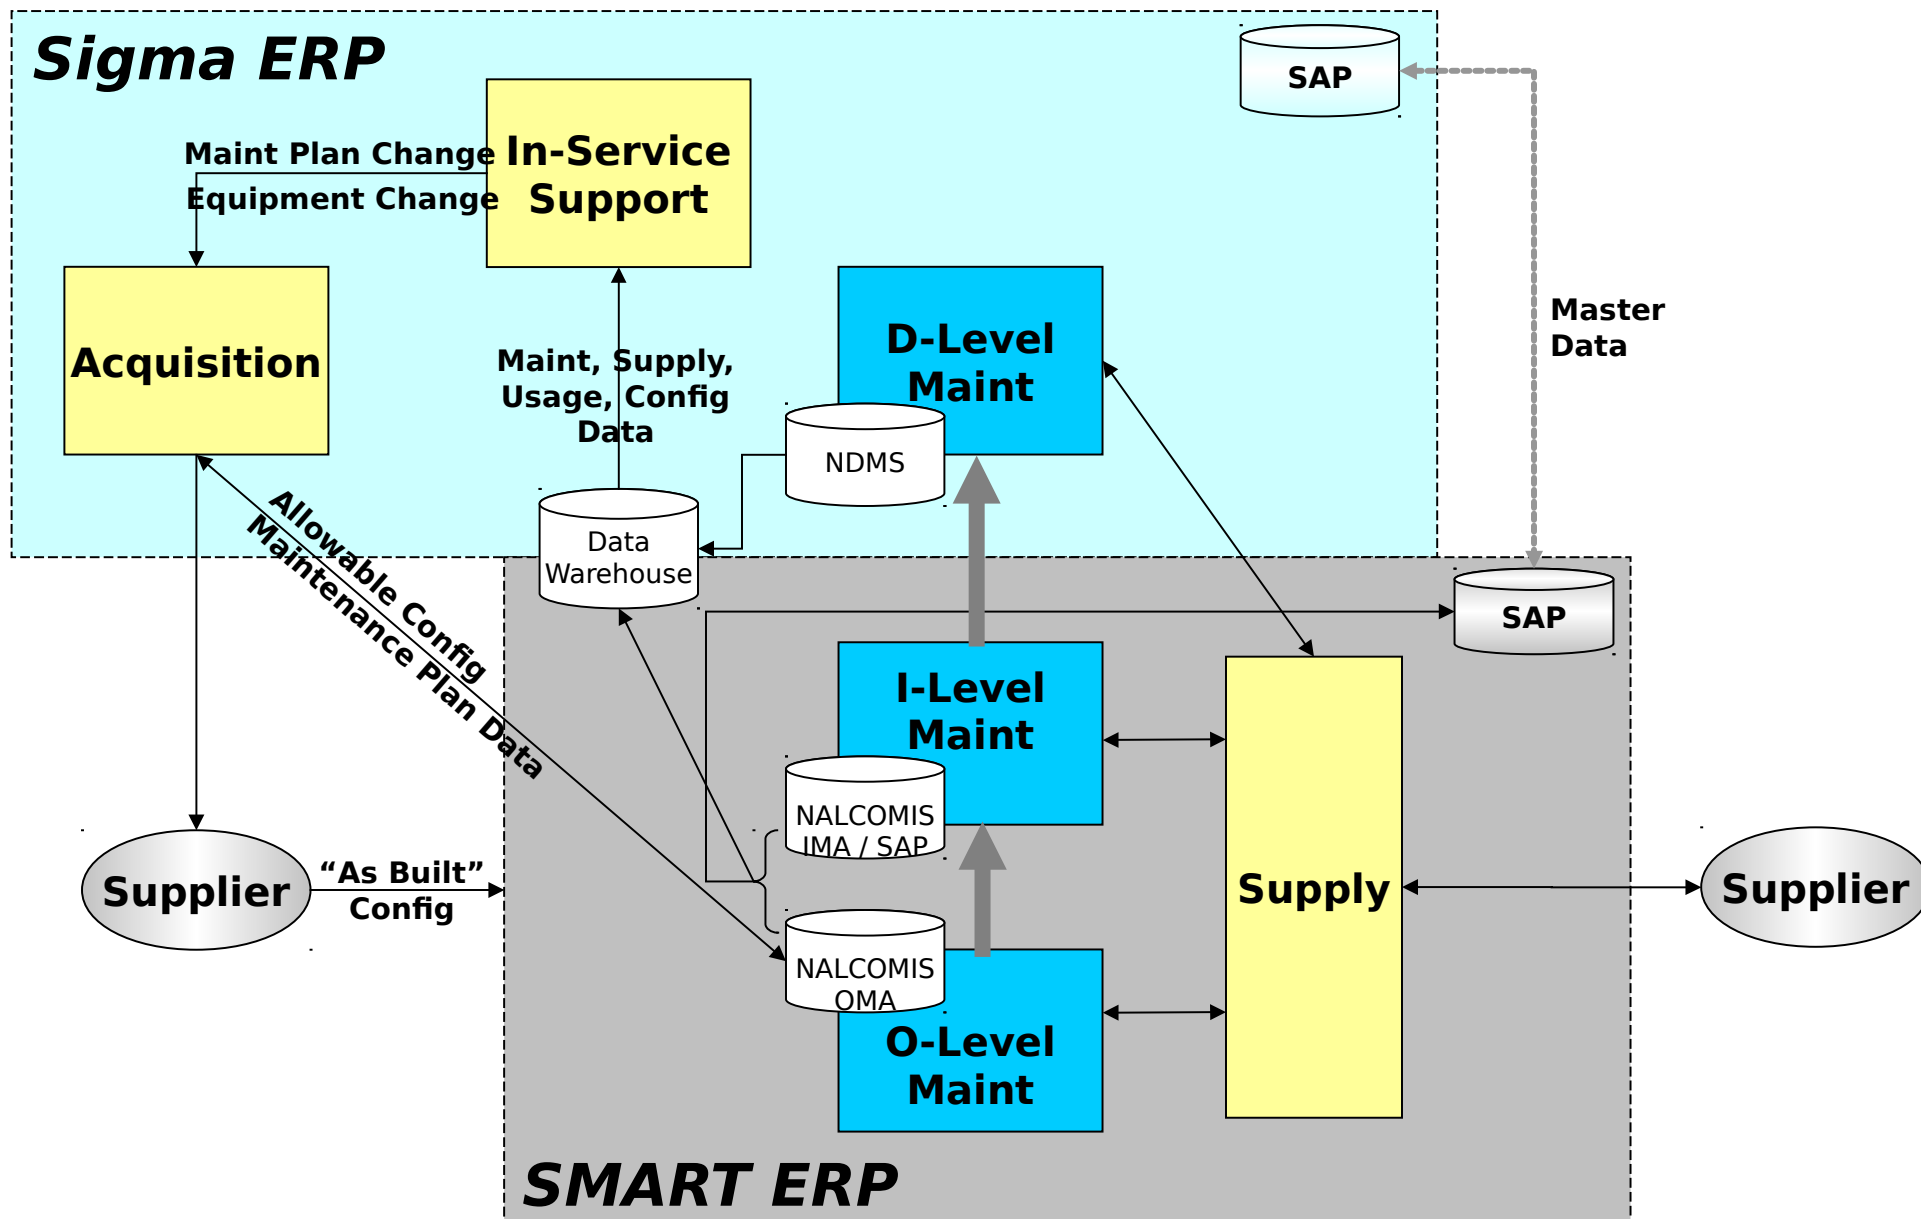 Sigma ERP
SAP
Maint Plan Change
Equipment Change
In-Service
Support
Acquisition
Maint, Supply,
Usage, Config
Data
D-Level
Maint
NDMS
Master
Data
Data
Warehouse
Allowable Config
Maintenance Plan Data
SAP
I-Level
Maint
NALCOMIS
IMA / SAP
Supplier
“As Built”
Config
Supply
Supplier
NALCOMIS
OMA
O-Level
Maint
SMART ERP